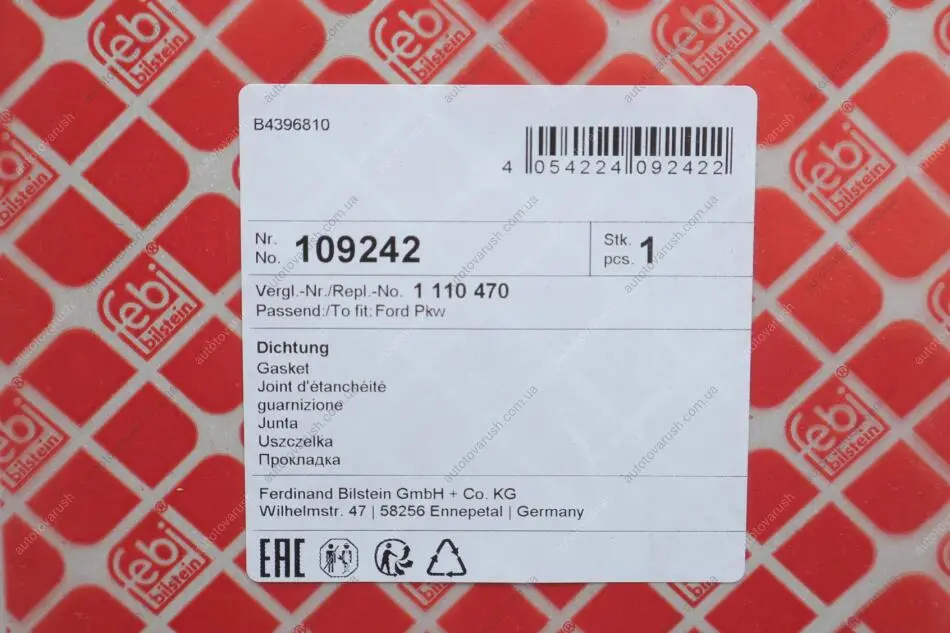 B4396810
4 054224 092422
Nr. No. 109242
Stk. pcs. 1
Vergl.-Nr./Repl.-No. 1 110 470
Passend:/To fit: Ford Pkw
Dichtung
Gasket
Joint d'étanchéité
guarnizione
Junta
Uszczelka
Прокладка
Ferdinand Bilstein GmbH + Co. KG
Wilhelmstr. 47 | 58256 Ennepetal | Germany
EAC
febi bilstein
autotovarush.com.ua